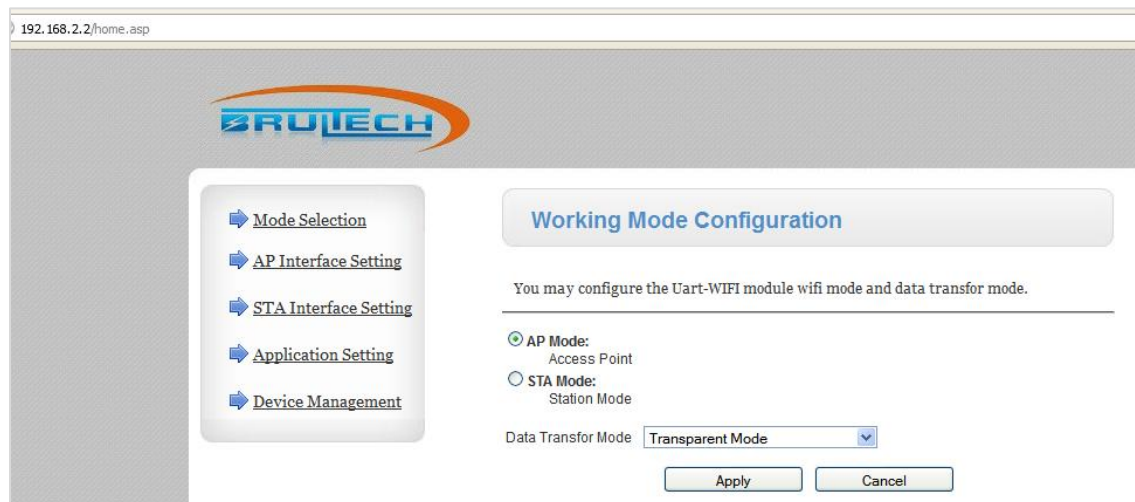 192.168.2.2/home.asp
BRULTECH
Mode Selection
AP Interface Setting
STA Interface Setting
Application Setting
Device Management
Working Mode Configuration
You may configure the Uart-WIFI module wifi mode and data transfor mode.
AP Mode:
Access Point
STA Mode:
Station Mode
Data Transfor Mode Transparent Mode
Apply Cancel